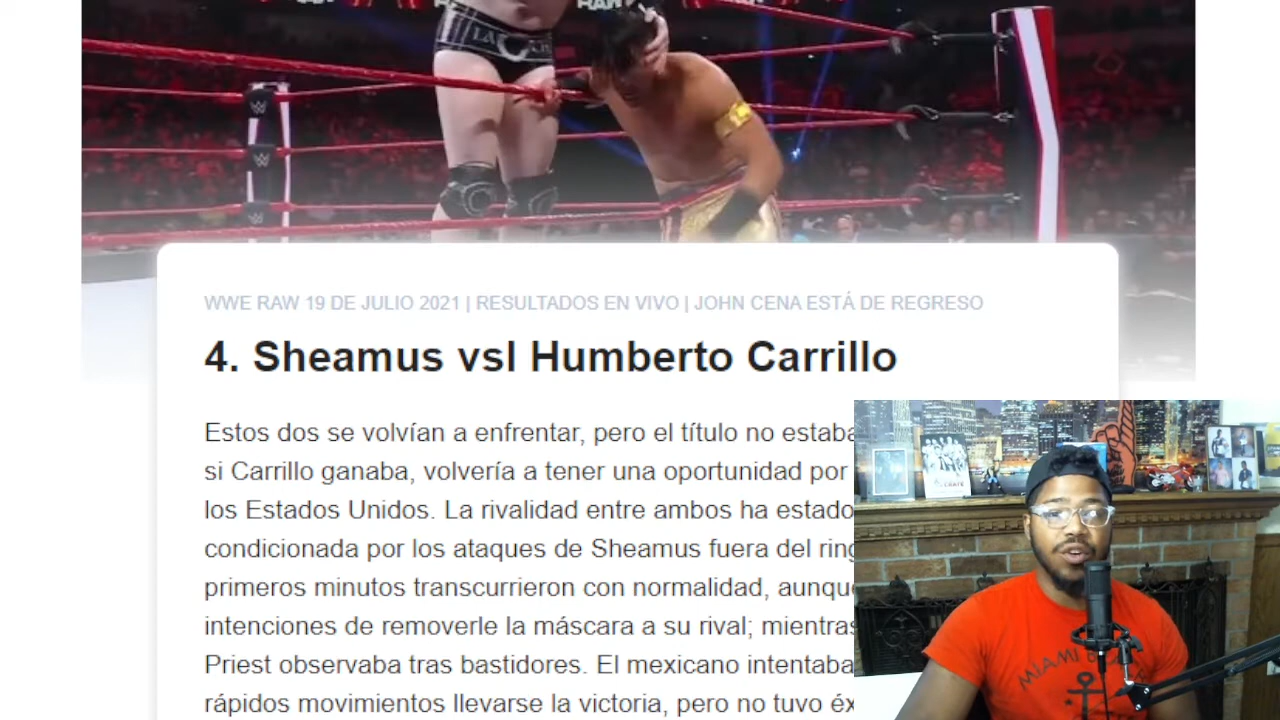 WWE RAW 19 DE JULIO 2021 | RESULTADOS EN VIVO | JOHN CENA ESTÁ DE REGRESO
4. Sheamus vsl Humberto Carrillo
Estos dos se volvían a enfrentar, pero el título no estaba
si Carrillo ganaba, volvería a tener una oportunidad por
los Estados Unidos. La rivalidad entre ambos ha estado
condicionada por los ataques de Sheamus fuera del ring
primeros minutos transcurrieron con normalidad, aunque
intenciones de removerle la máscara a su rival; mientras
Priest observaba tras bastidores. El mexicano intentaba
rápidos movimientos llevarse la victoria, pero no tuvo éx
MIAMI